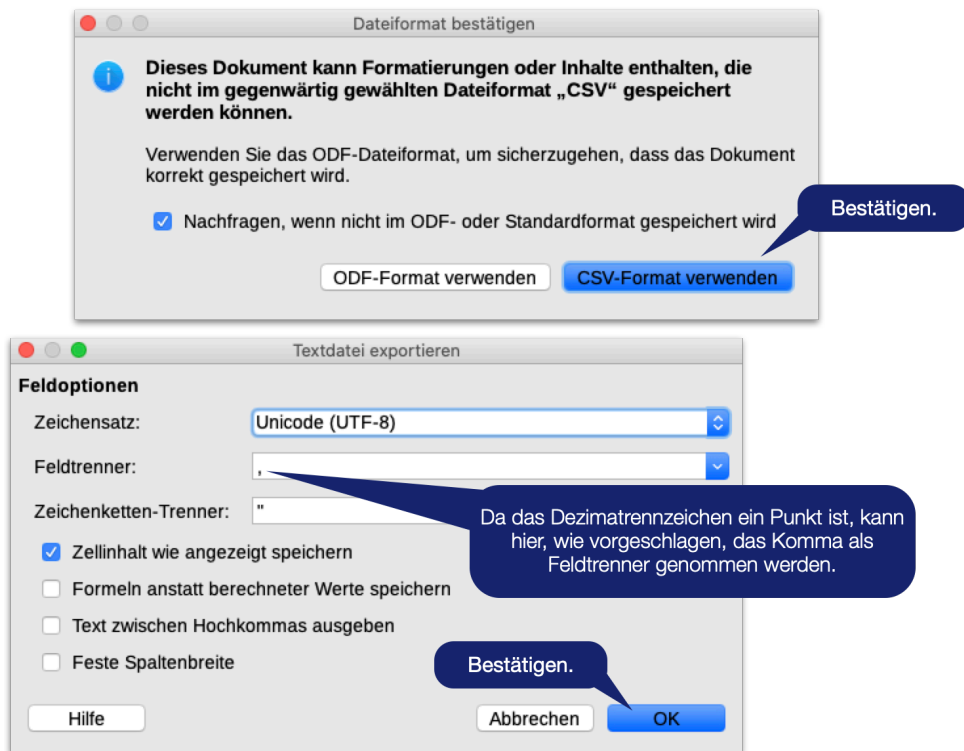 Dateiformat bestätigen
Dieses Dokument kann Formatierungen oder Inhalte enthalten, die
nicht im gegenwärtig gewählten Dateiformat „CSV“ gespeichert
werden können.
Verwenden Sie das ODF-Dateiformat, um sicherzugehen, dass das Dokument
korrekt gespeichert wird.
Nachfragen, wenn nicht im ODF- oder Standardformat gespeichert wird
Bestätigen.
ODF-Format verwenden
CSV-Format verwenden
Textdatei exportieren
Feldoptionen
Zeichensatz:
Unicode (UTF-8)
Feldtrenner:
,
Zeichenketten-Trenner:
"
Da das Dezimatrennzeichen ein Punkt ist, kann
hier, wie vorgeschlagen, das Komma als
Feldtrenner genommen werden.
Zellinhalt wie angezeigt speichern
Formeln anstatt berechneter Werte speichern
Text zwischen Hochkommas ausgeben
Feste Spaltenbreite
Bestätigen.
Hilfe
Abbrechen
OK